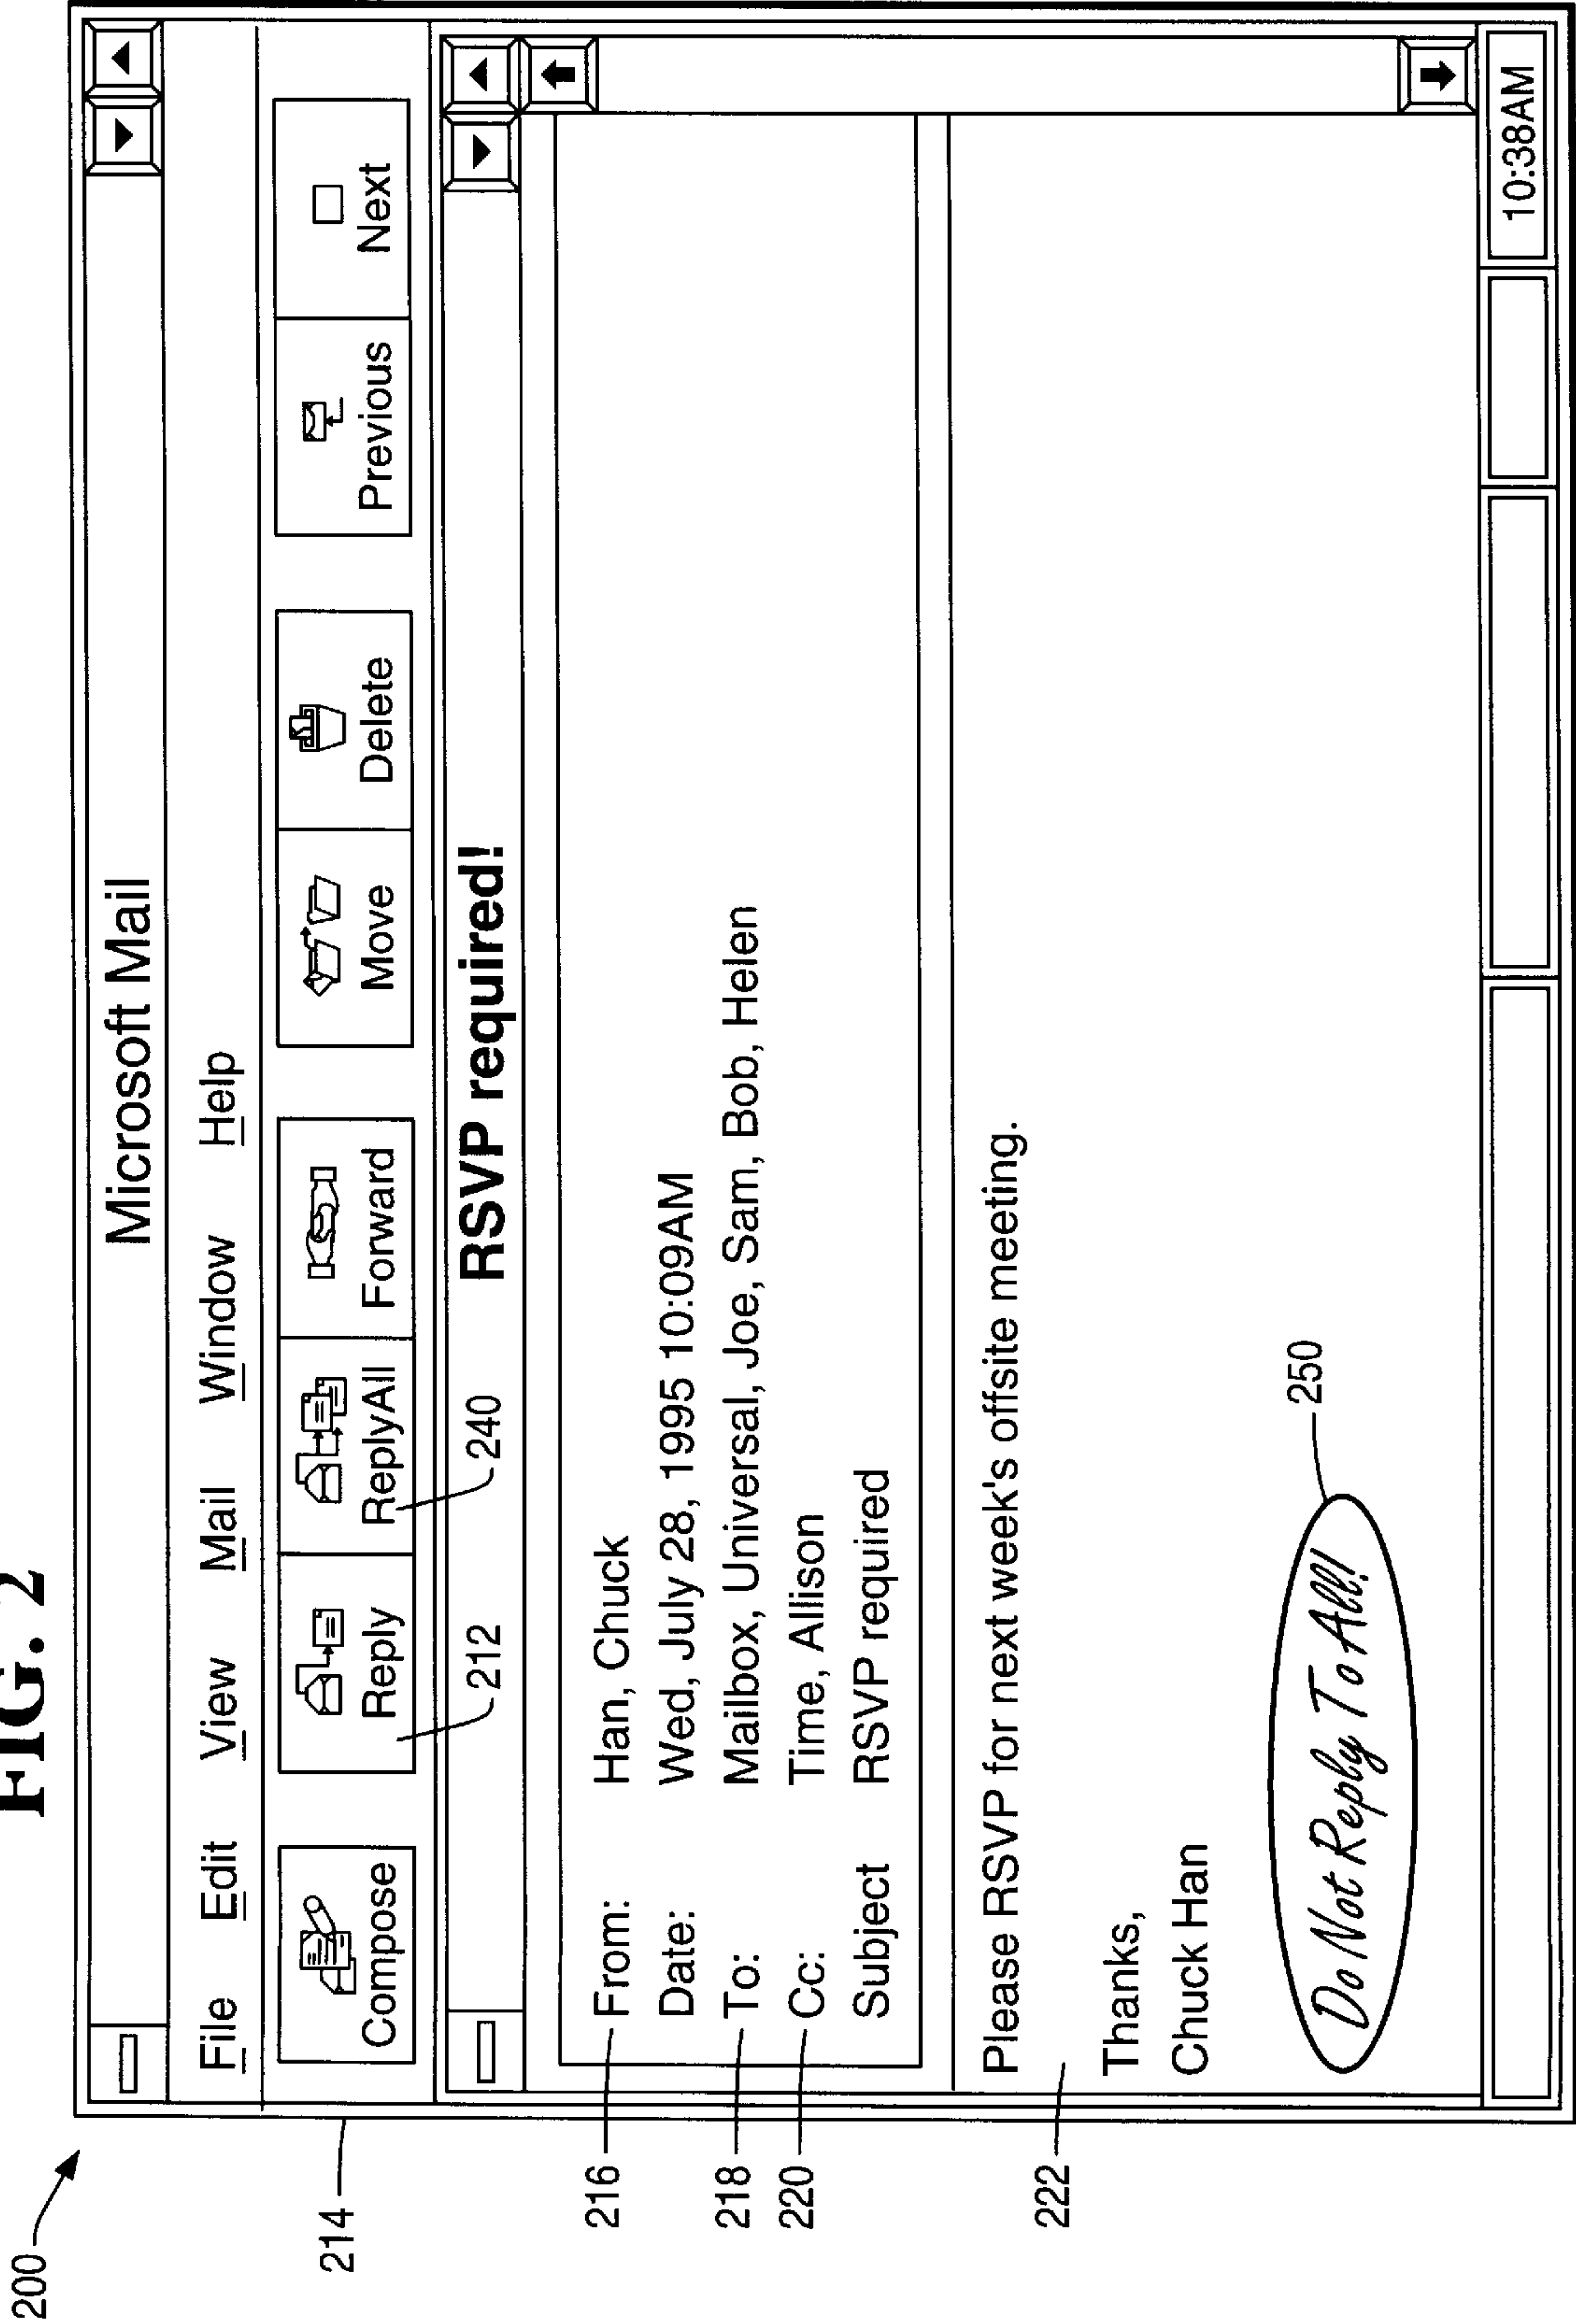 FIG. 2
200
Microsoft Mail
File Edit View Mail Window Help
214
Compose Reply ReplyAll Forward Move Delete Previous Next
212 240
RSVP required!
216 From: Han, Chuck
Date: Wed, July 28, 1995 10:09AM
218 To: Mailbox, Universal, Joe, Sam, Bob, Helen
220 Cc: Time, Allison
Subject RSVP required
Please RSVP for next week's offsite meeting.
222
Thanks,
Chuck Han
250
Do Not Reply To All!
10:38AM